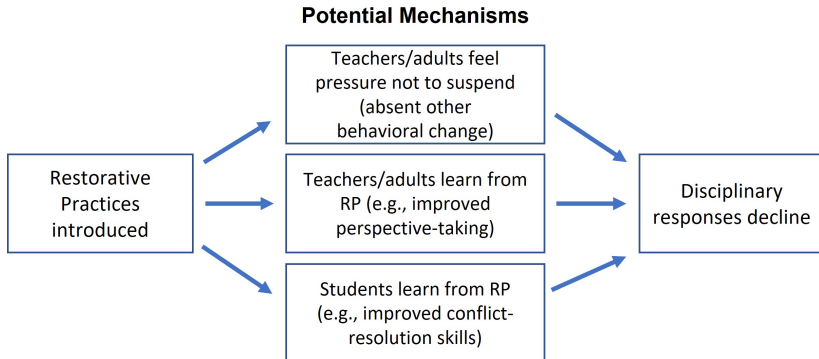 Potential Mechanisms
Teachers/adults feel
pressure not to suspend
(absent other
behavioral change)
Restorative
Practices
introduced
Teachers/adults learn from
RP (e.g., improved
perspective-taking)
Disciplinary
responses decline
Students learn from RP
(e.g., improved conflict-
resolution skills)